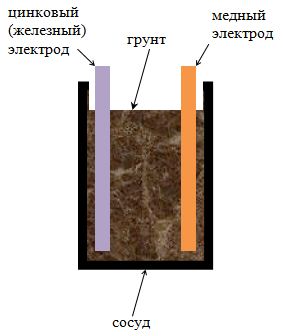 цинковый
(железный)
электрод
грунт
медный
электрод
сосуд